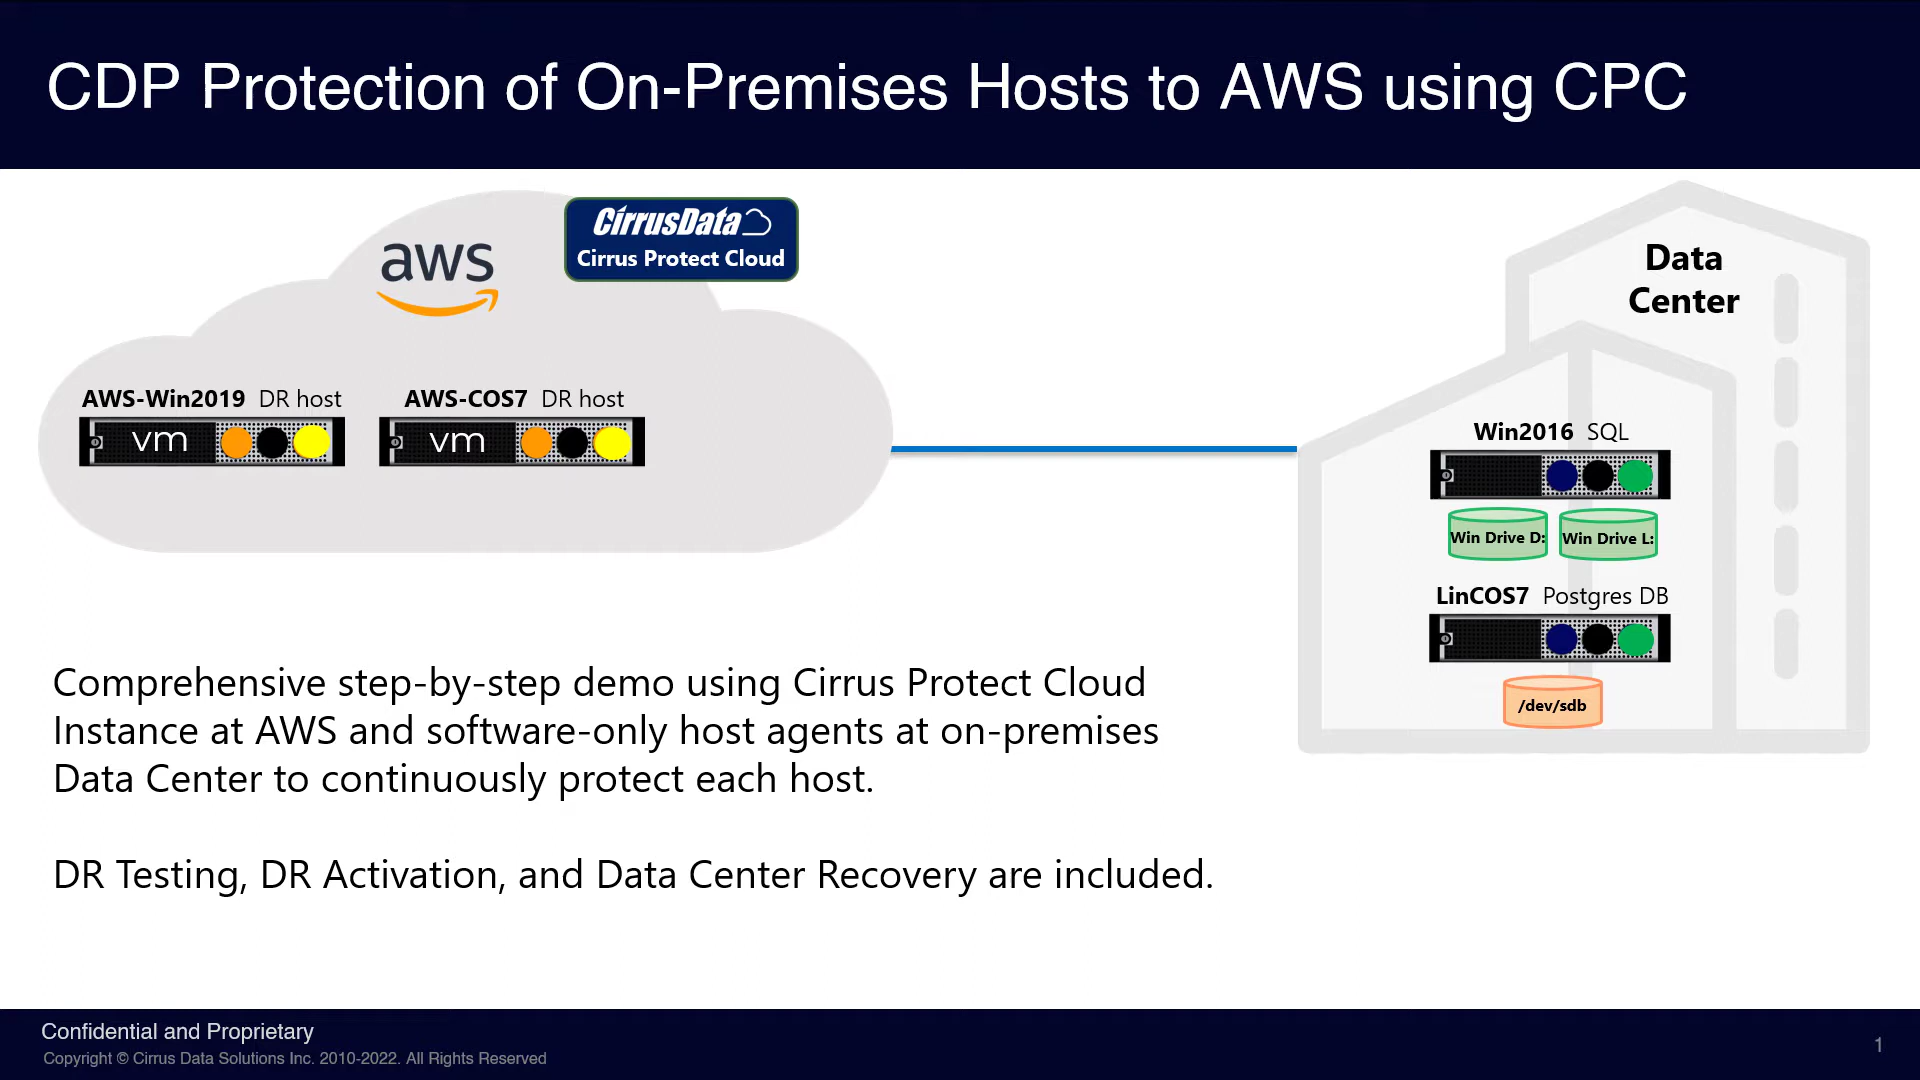 CDP Protection of On-Premises Hosts to AWS using CPC
aws
CirrusData
Cirrus Protect Cloud
Data
Center
AWS-Win2019 DR host
vm
AWS-COS7 DR host
vm
Win2016 SQL
Win Drive D:
Win Drive L:
LinCOS7 Postgres DB
/dev/sdb
Comprehensive step-by-step demo using Cirrus Protect Cloud
Instance at AWS and software-only host agents at on-premises
Data Center to continuously protect each host.
DR Testing, DR Activation, and Data Center Recovery are included.
Confidential and Proprietary
Copyright © Cirrus Data Solutions Inc. 2010-2022. All Rights Reserved
1